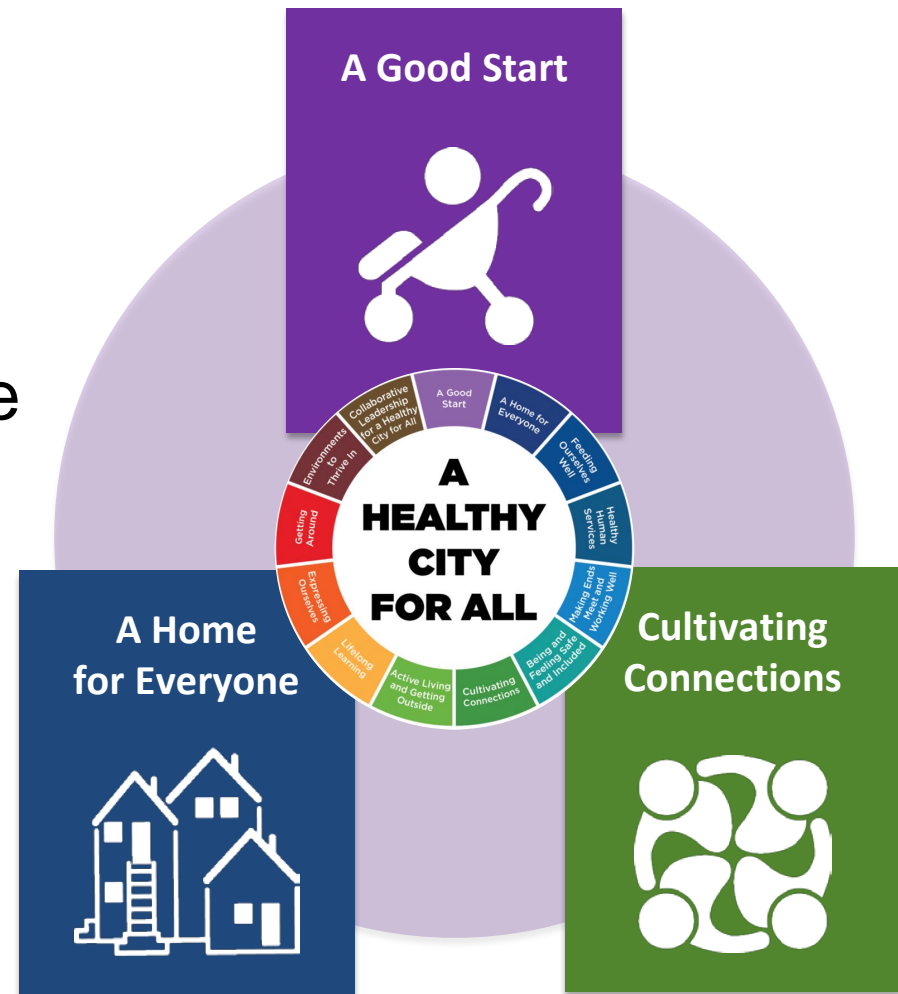 A Good Start
e
A Good
Start
A Home for
Everyone
Feeding
Ourselves
Well
Healthy
Human
Services
Making Ends
Meet and
Working Well
Being and
Feeling Safe
and Included
Cultivating
Connections
Active Living
and Getting
Outside
Lifelong
Learning
Expressing
Ourselves
Getting
Around
Environments
to
Thrive In
Collaborative
Leadership
for a Healthy
City for All
A
HEALTHY
CITY
FOR ALL
A Home
for Everyone
Cultivating
Connections